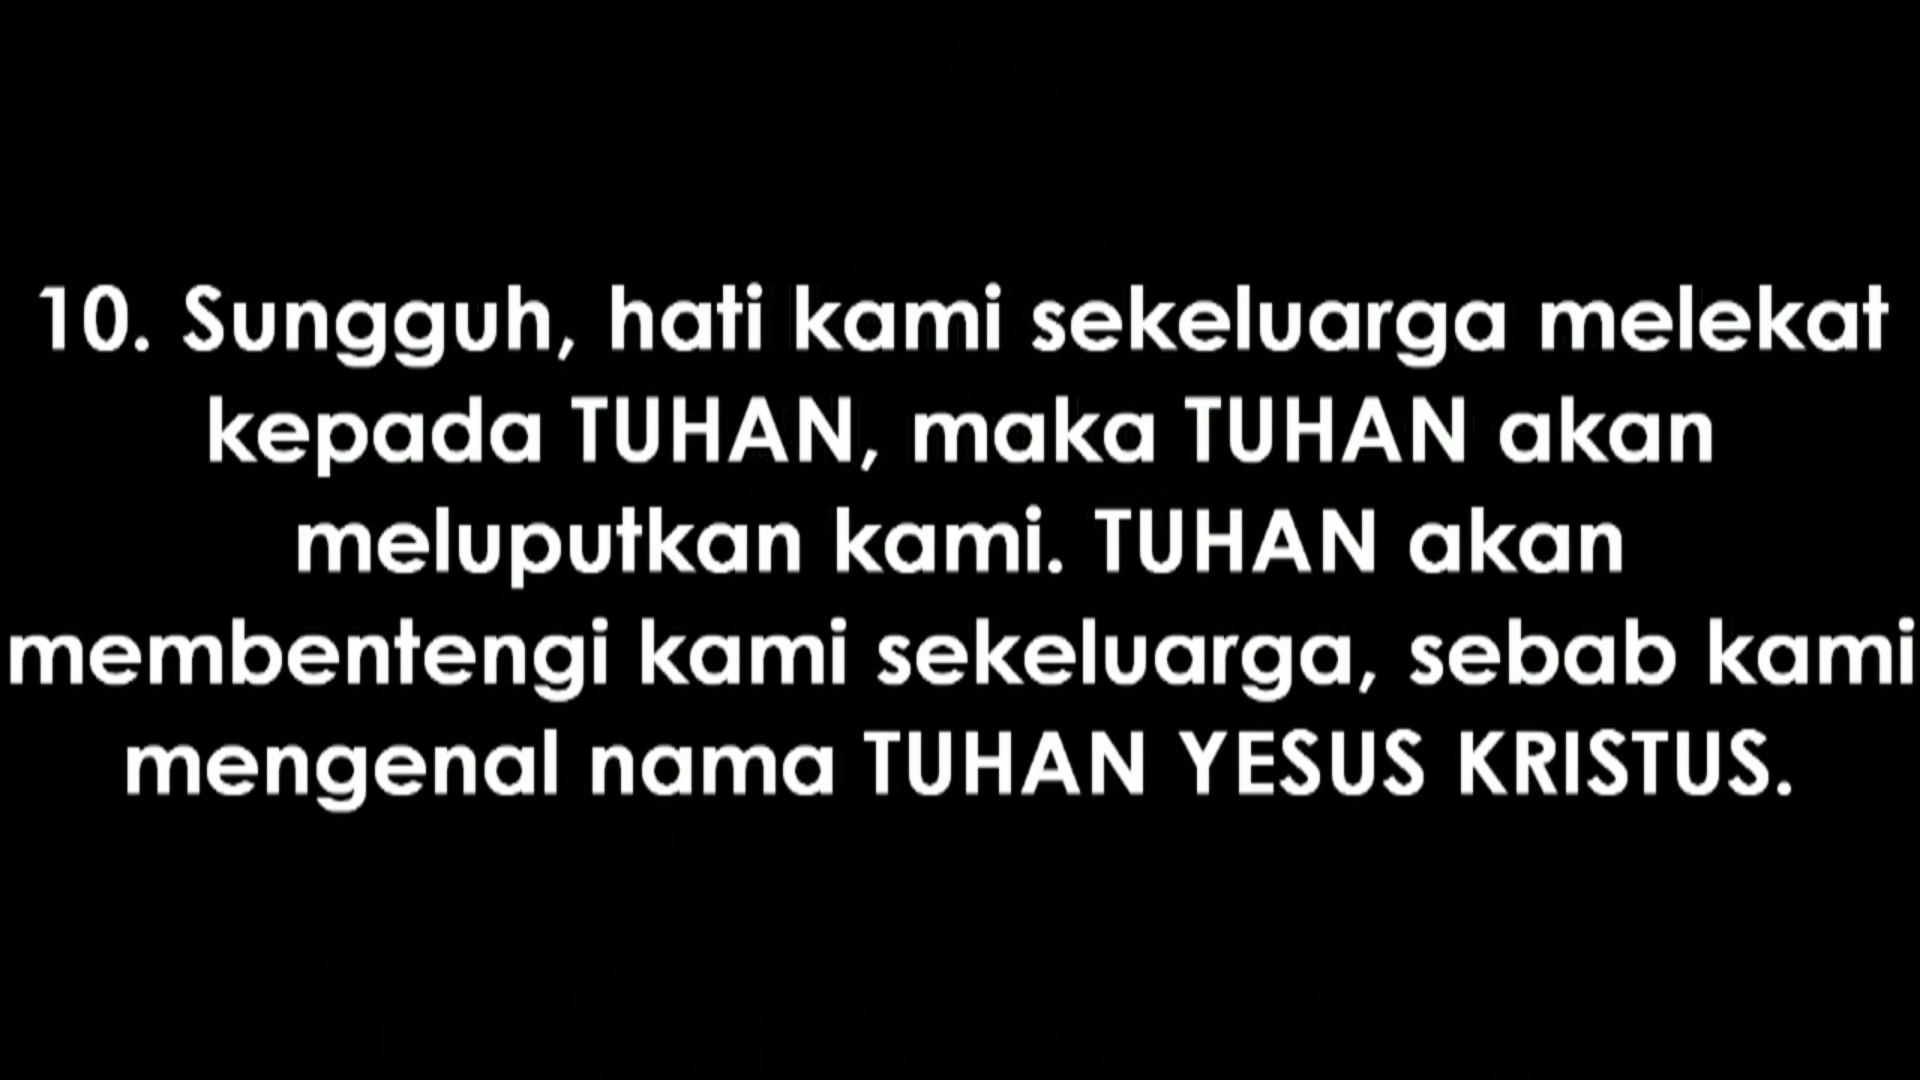 10. Sungguh, hati kami sekeluarga melekat
kepada TUHAN, maka TUHAN akan
meluputkan kami. TUHAN akan
membentengi kami sekeluarga, sebab kami
mengenal nama TUHAN YESUS KRISTUS.